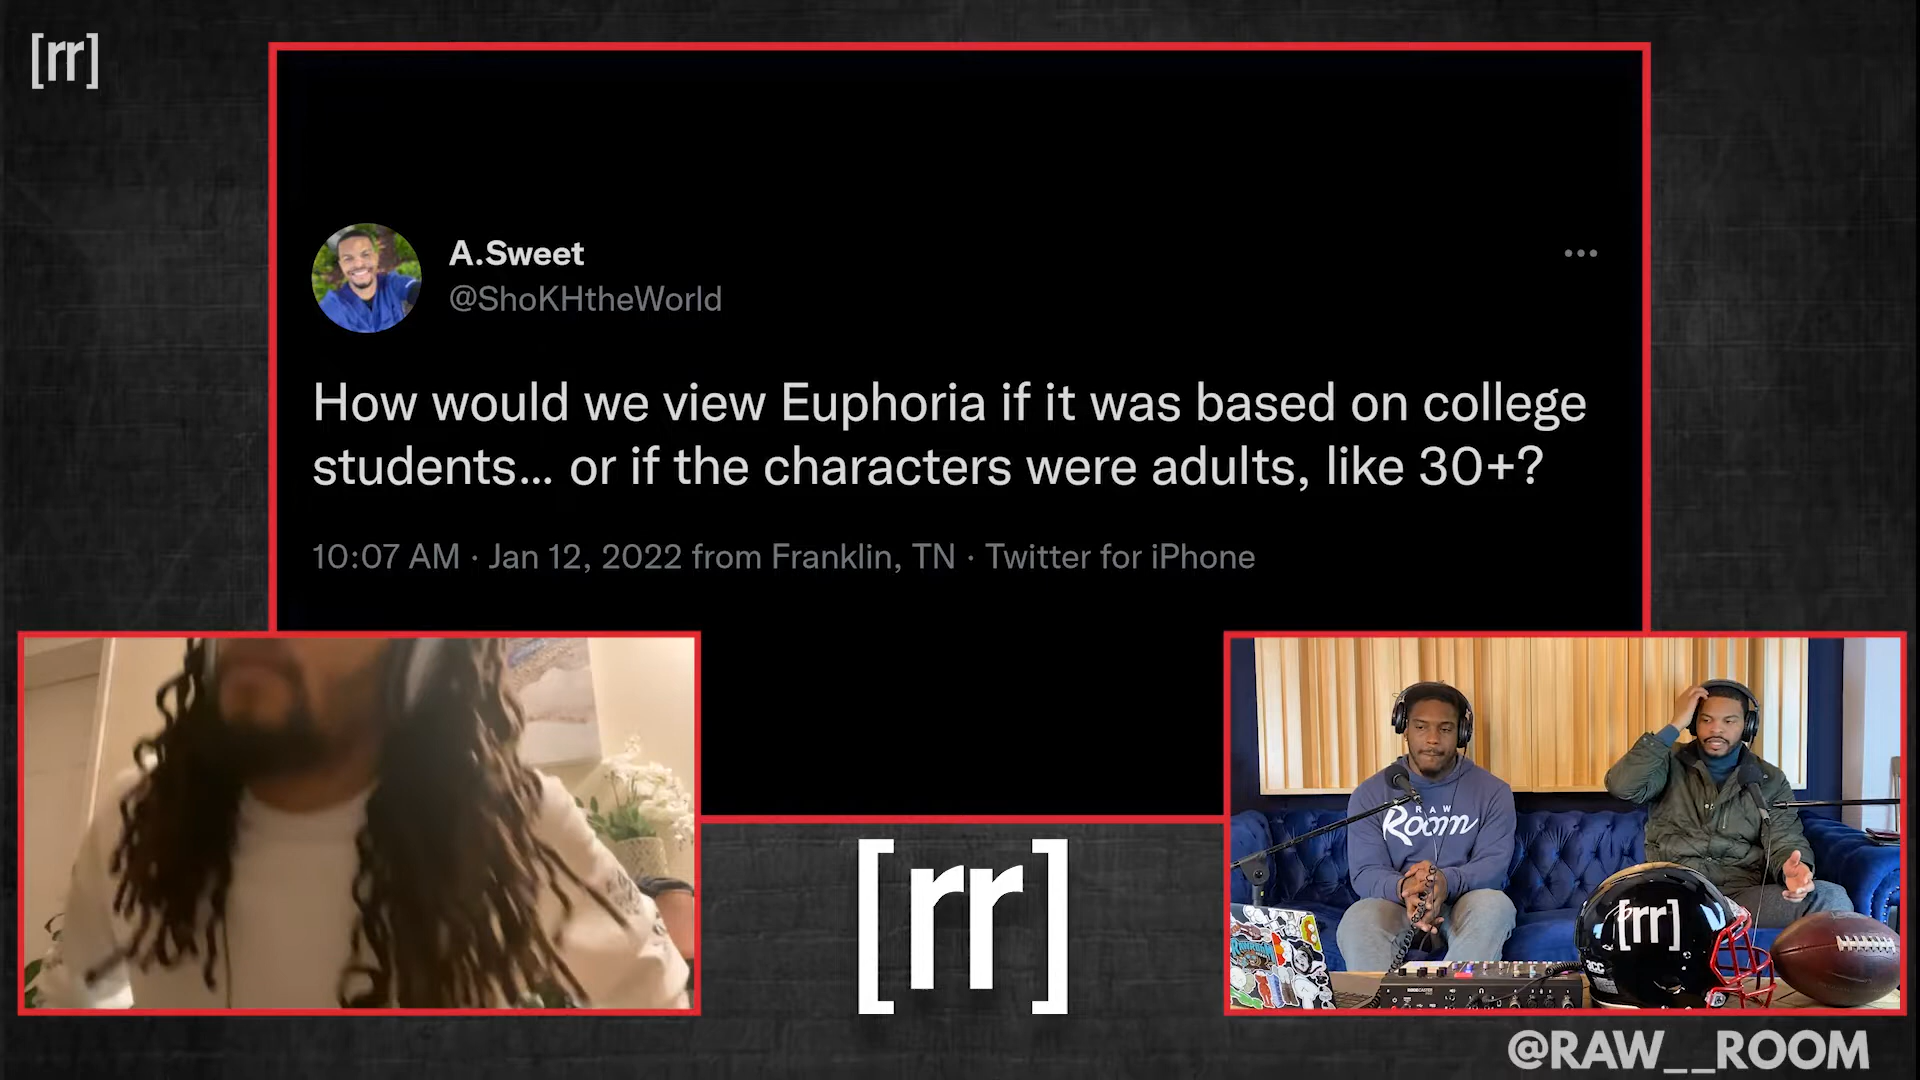 [rr]
A.Sweet
@ShoKHtheWorld
How would we view Euphoria if it was based on college
students... or if the characters were adults, like 30+?
10:07 AM · Jan 12, 2022 from Franklin, TN · Twitter for iPhone
RAW
Room
[rr]
[rr]
@RAW__ROOM